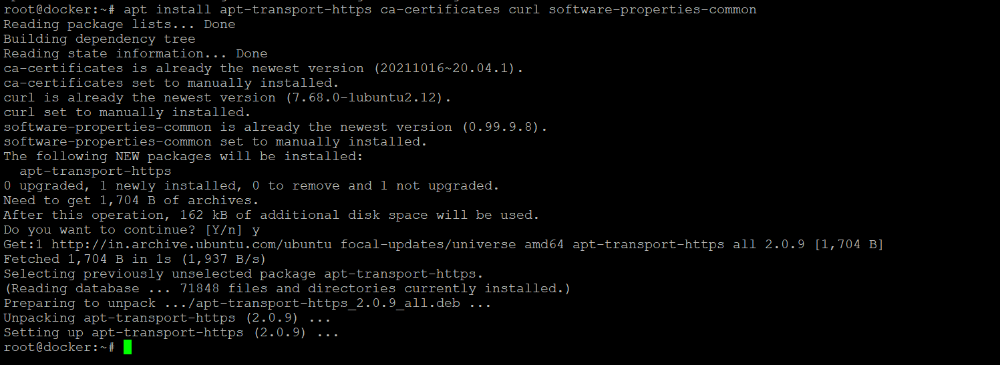 root@docker:~# apt install apt-transport-https ca-certificates curl software-properties-common
Reading package lists... Done
Building dependency tree
Reading state information... Done
ca-certificates is already the newest version (20211016~20.04.1).
ca-certificates set to manually installed.
curl is already the newest version (7.68.0-1ubuntu2.12).
curl set to manually installed.
software-properties-common is already the newest version (0.99.9.8).
software-properties-common set to manually installed.
The following NEW packages will be installed:
  apt-transport-https
0 upgraded, 1 newly installed, 0 to remove and 1 not upgraded.
Need to get 1,704 B of archives.
After this operation, 162 kB of additional disk space will be used.
Do you want to continue? [Y/n] y
Get:1 http://in.archive.ubuntu.com/ubuntu focal-updates/universe amd64 apt-transport-https all 2.0.9 [1,704 B]
Fetched 1,704 B in 1s (1,937 B/s)
Selecting previously unselected package apt-transport-https.
(Reading database ... 71848 files and directories currently installed.)
Preparing to unpack .../apt-transport-https_2.0.9_all.deb ...
Unpacking apt-transport-https (2.0.9) ...
Setting up apt-transport-https (2.0.9) ...
root@docker:~#